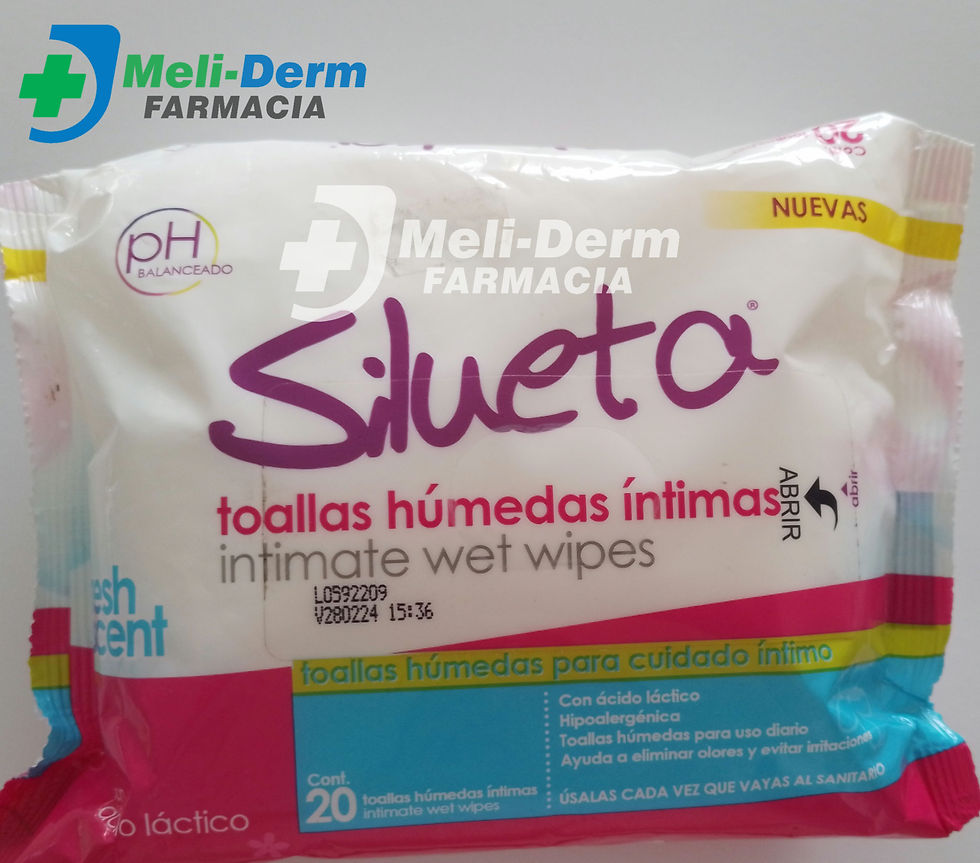 Meli-Derm
FARMACIA
20
NUEVAS
pH
BALANCEADO
Meli-Derm
FARMACIA
Silueta®
toallas húmedas íntimas
intimate wet wipes
ABRIR
abrir
L0592209
V280224 15:36
esh
cent
toallas húmedas para cuidado íntimo
Con ácido láctico
Hipoalergénica
Toallas húmedas para uso diario
Ayuda a eliminar olores y evitar irritaciones
ÚSALAS CADA VEZ QUE VAYAS AL SANITARIO
Cont.
20 toallas húmedas íntimas
intimate wet wipes
láctico